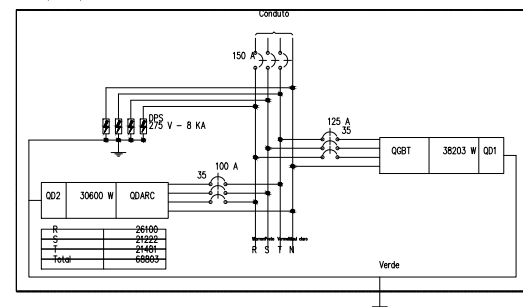 Conduto
150 A
DPS
275 V - 8 KA
125 A
35
QGBT 38203 W QD1
100 A
35
QD2 30600 W QDARC
R 26100
S 21222
T 21481
Total 68803
R S T N
Verde